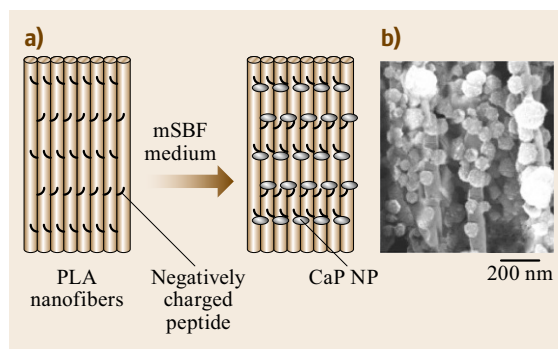 a)
b)
mSBF
medium
PLA
nanofibers
Negatively
charged
peptide
CaP NP
200 nm